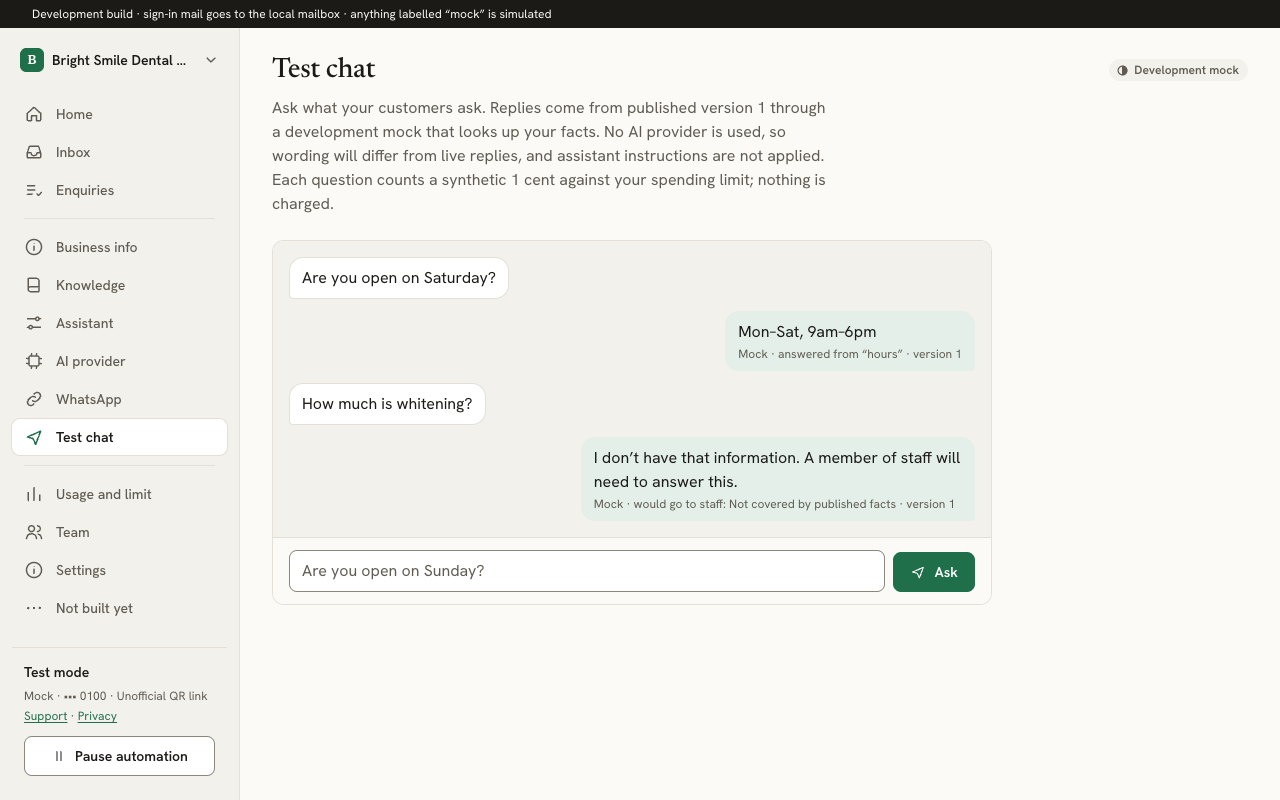 Development build · sign-in mail goes to the local mailbox · anything labelled “mock” is simulated
B Bright Smile Dental ...
Home
Inbox
Enquiries
Business info
Knowledge
Assistant
AI provider
WhatsApp
Test chat
Usage and limit
Team
Settings
Not built yet
Test mode
Mock · ••• 0100 · Unofficial QR link
Support · Privacy
Pause automation
Test chat
Development mock
Ask what your customers ask. Replies come from published version 1 through
a development mock that looks up your facts. No AI provider is used, so
wording will differ from live replies, and assistant instructions are not applied.
Each question counts a synthetic 1 cent against your spending limit; nothing is
charged.
Are you open on Saturday?
Mon–Sat, 9am–6pm
Mock · answered from “hours” · version 1
How much is whitening?
I don’t have that information. A member of staff will
need to answer this.
Mock · would go to staff: Not covered by published facts · version 1
Are you open on Sunday?
Ask